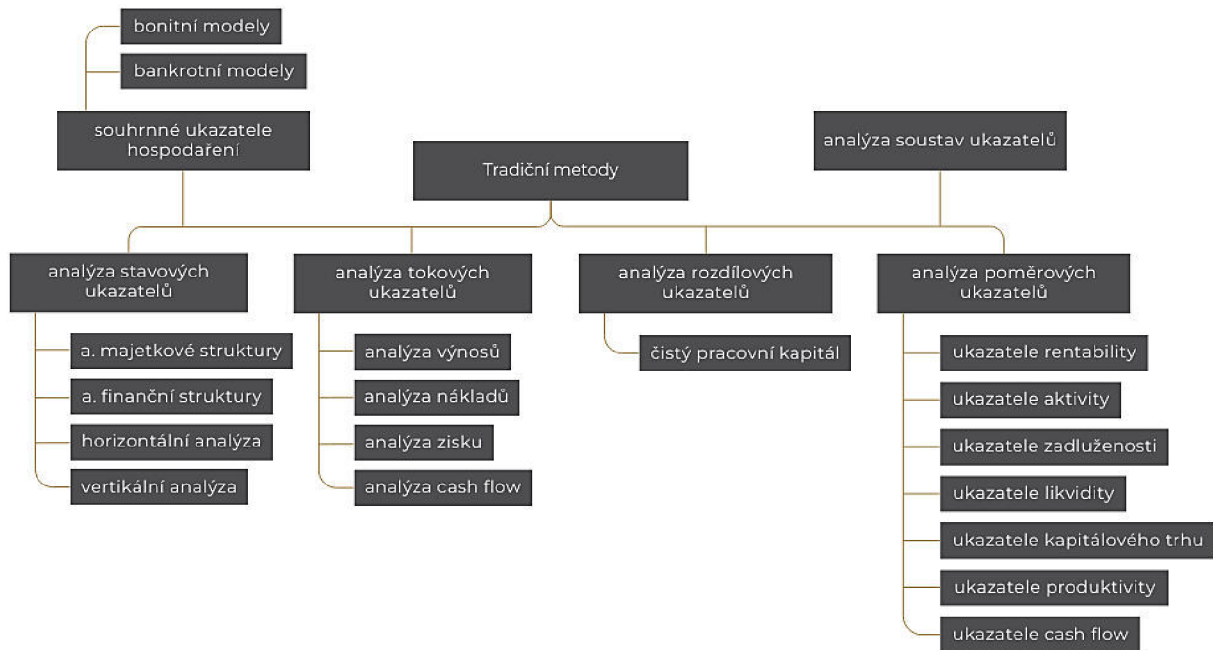 bonitní modely
bankrotní modely
souhrnné ukazatele
hospodaření
Tradiční metody
analýza soustav ukazatelů
analýza stavových
ukazatelů
a. majetkové struktury
a. finanční struktury
horizontální analýza
vertikální analýza
analýza tokových
ukazatelů
analýza výnosů
analýza nákladů
analýza zisku
analýza cash flow
analýza rozdílových
ukazatelů
čistý pracovní kapitál
analýza poměrových
ukazatelů
ukazatele rentability
ukazatele aktivity
ukazatele zadluženosti
ukazatele likvidity
ukazatele kapitálového trhu
ukazatele produktivity
ukazatele cash flow